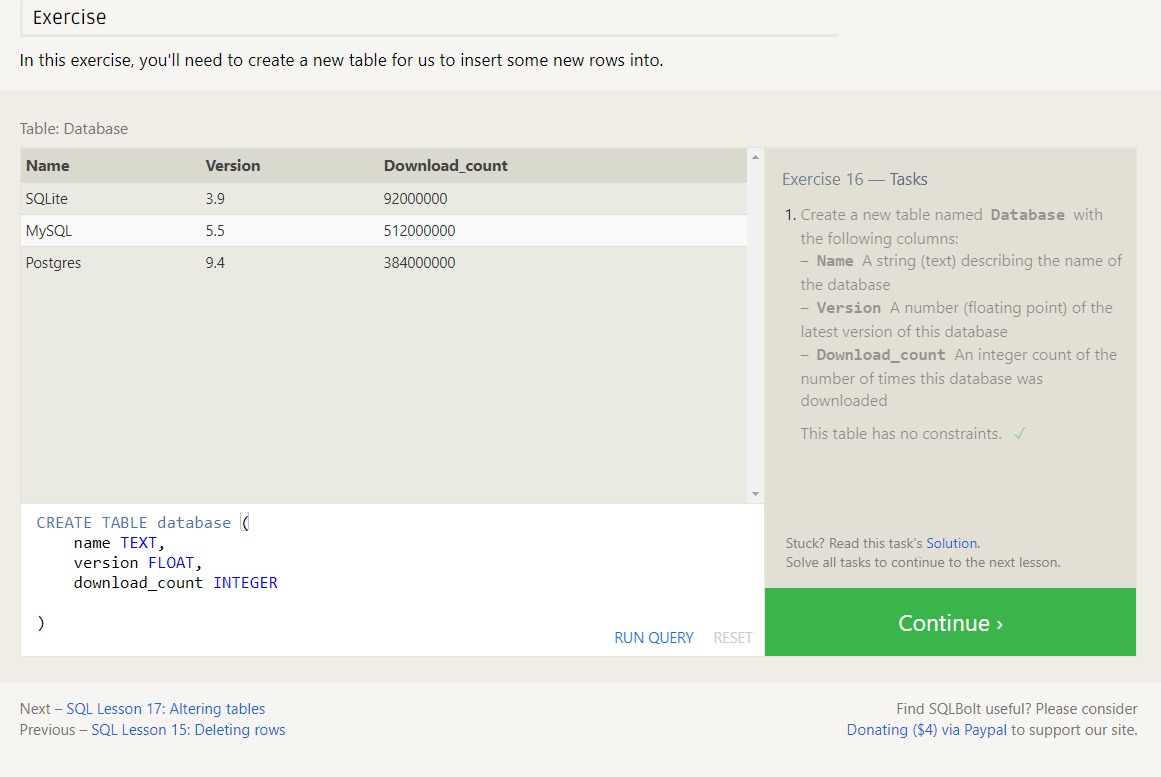 Exercise
In this exercise, you'll need to create a new table for us to insert some new rows into.
Table: Database
Name Version Download_count
SQLite 3.9 92000000
MySQL 5.5 512000000
Postgres 9.4 384000000
CREATE TABLE database (
name TEXT,
version FLOAT,
download_count INTEGER
)
RUN QUERY RESET
Exercise 16 — Tasks
1. Create a new table named Database with
the following columns:
– Name A string (text) describing the name of
the database
– Version A number (floating point) of the
latest version of this database
– Download_count An integer count of the
number of times this database was
downloaded
This table has no constraints. ✓
Stuck? Read this task's Solution.
Solve all tasks to continue to the next lesson.
Continue ›
Next – SQL Lesson 17: Altering tables
Previous – SQL Lesson 15: Deleting rows
Find SQLBolt useful? Please consider
Donating ($4) via Paypal to support our site.